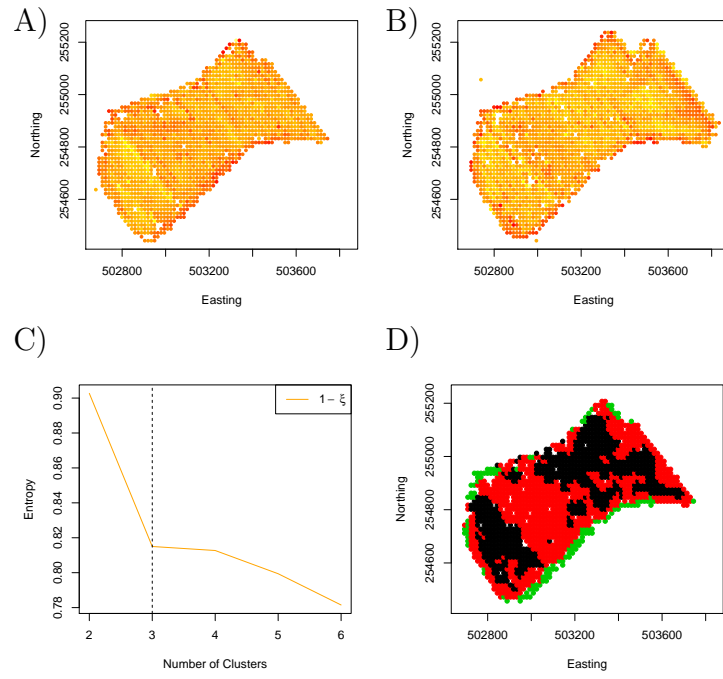 A)
Northing
254600 254800 255000 255200
502800 503200 503600
Easting
B)
Northing
254600 254800 255000 255200
502800 503200 503600
Easting
C)
Entropy
0.78 0.80 0.82 0.84 0.86 0.88 0.90
1 − ξ
2 3 4 5 6
Number of Clusters
D)
Northing
254600 254800 255000 255200
502800 503200 503600
Easting